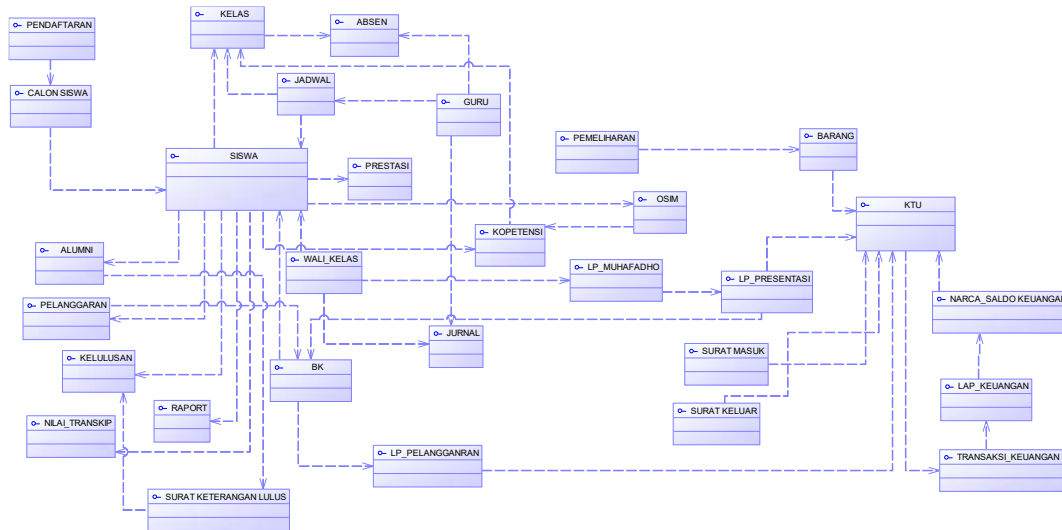 PENDAFTARAN
KELAS
ABSEN
CALON SISWA
JADWAL
GURU
PEMELIHARAN
BARANG
SISWA
PRESTASI
OSIM
KTU
KOPETENSI
ALUMNI
WALI_KELAS
LP_MUHAFADHO
LP_PRESENTASI
PELANGGARAN
NARCA_SALDO KEUANGAN
JURNAL
KELULUSAN
BK
SURAT MASUK
LAP_KEUANGAN
RAPORT
SURAT KELUAR
NILAI_TRANSKIP
LP_PELANGGANRAN
TRANSAKSI_KEUANGAN
SURAT KETERANGAN LULUS